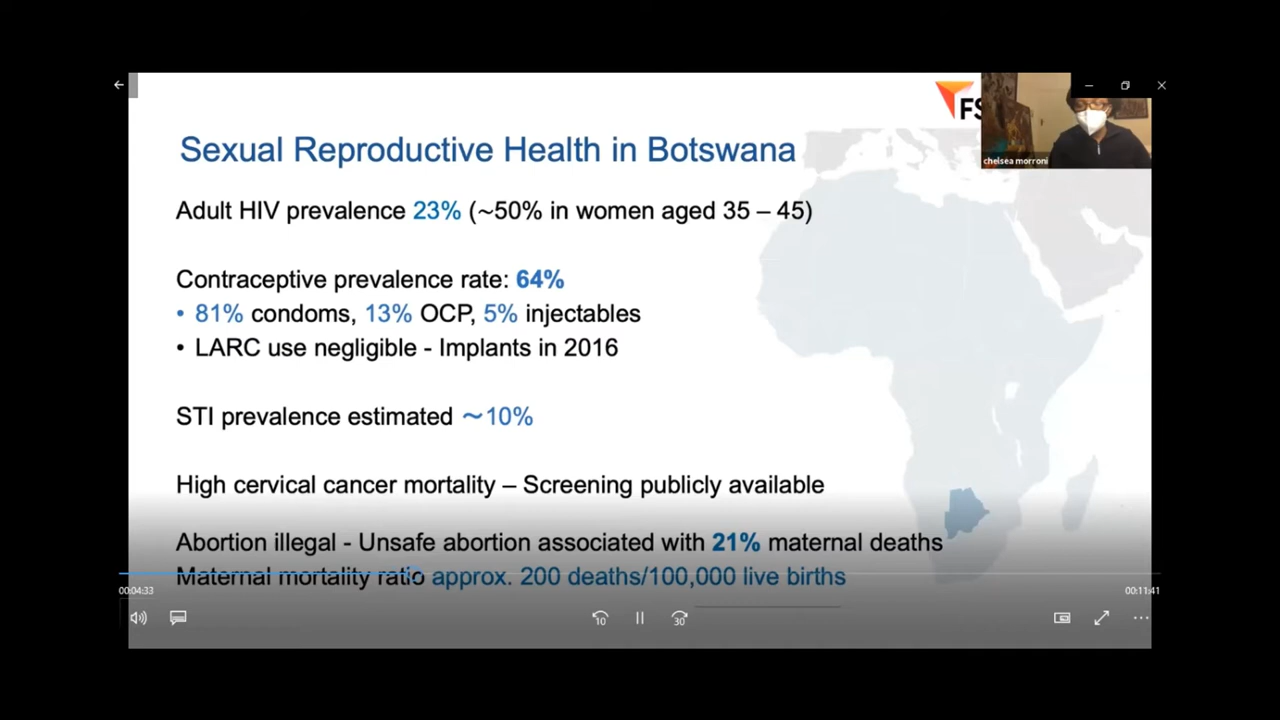 FS
chelsea morroni
Sexual Reproductive Health in Botswana
Adult HIV prevalence 23% (~50% in women aged 35 – 45)
Contraceptive prevalence rate: 64%
• 81% condoms, 13% OCP, 5% injectables
• LARC use negligible - Implants in 2016
STI prevalence estimated ~10%
High cervical cancer mortality – Screening publicly available
Abortion illegal - Unsafe abortion associated with 21% maternal deaths
Maternal mortality ratio approx. 200 deaths/100,000 live births
00:04:33
00:11:41
10
30